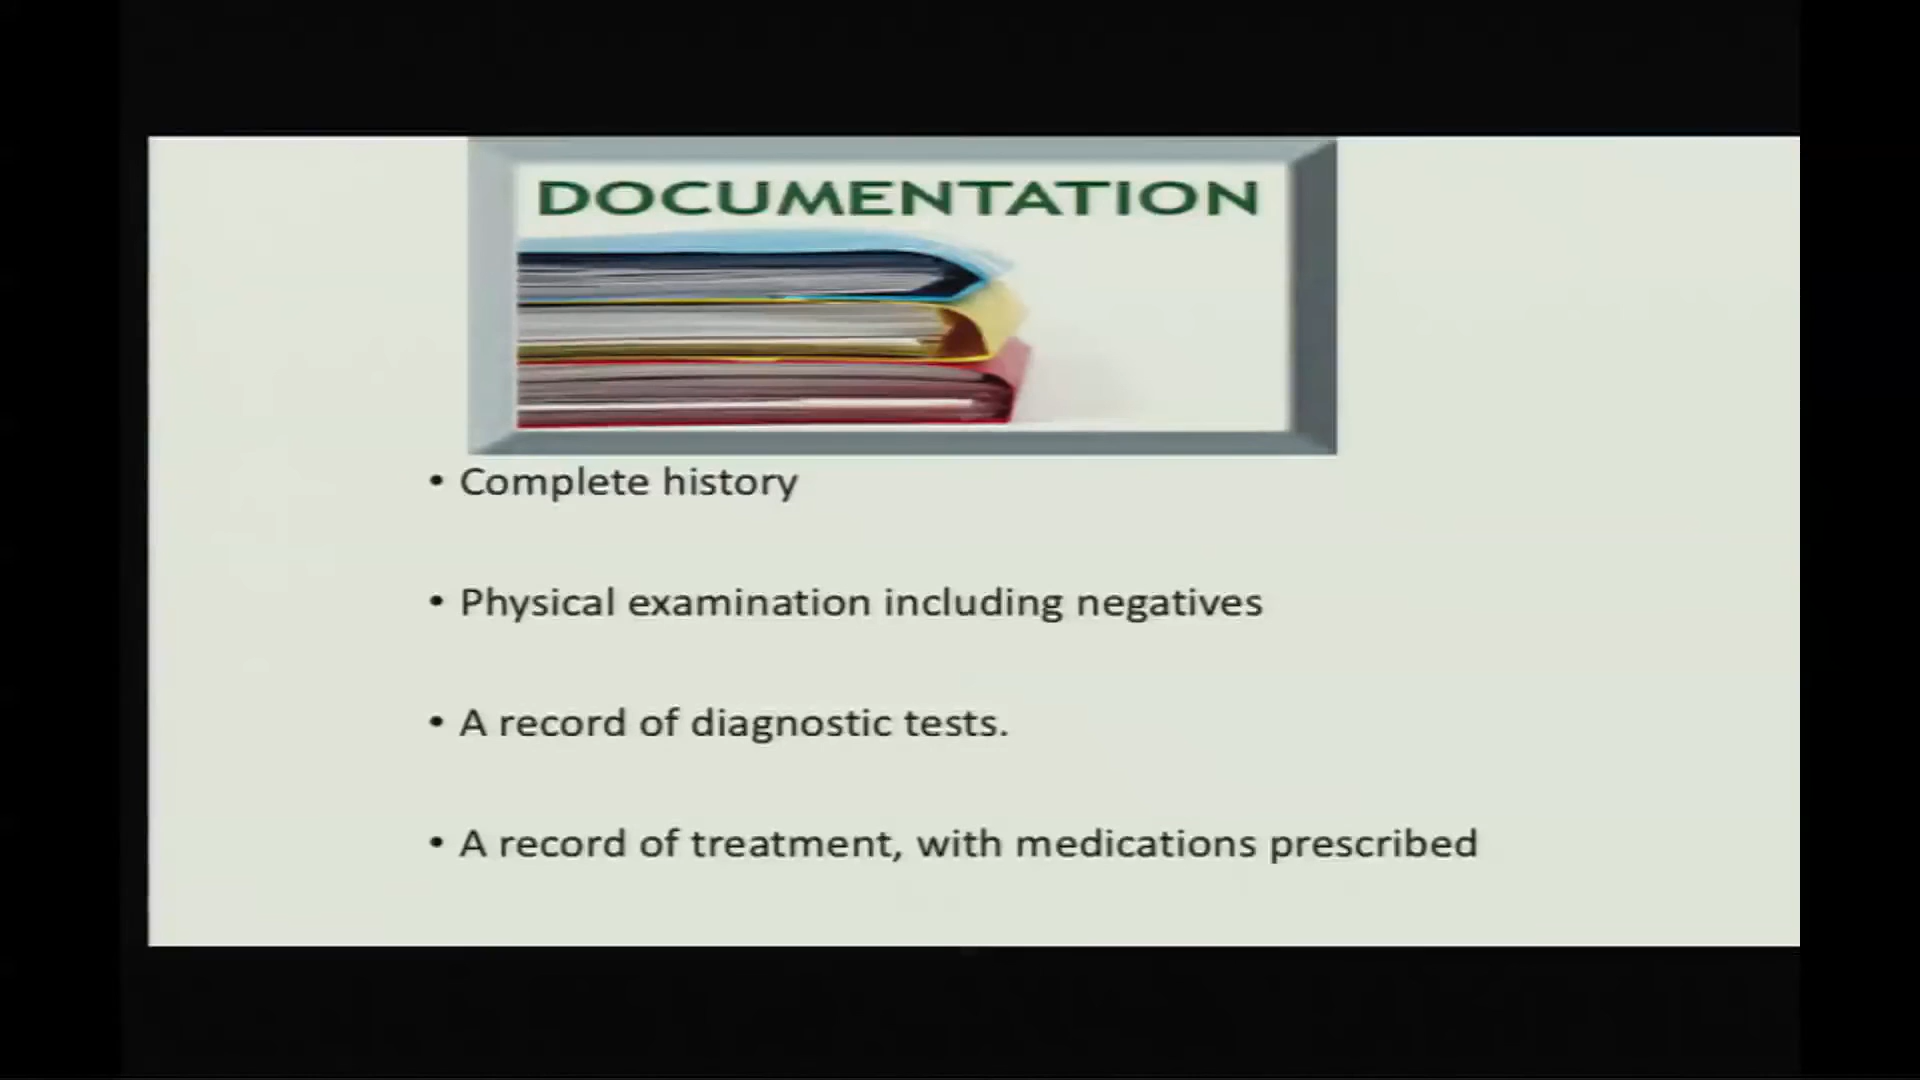 DOCUMENTATION
• Complete history
• Physical examination including negatives
• A record of diagnostic tests.
• A record of treatment, with medications prescribed